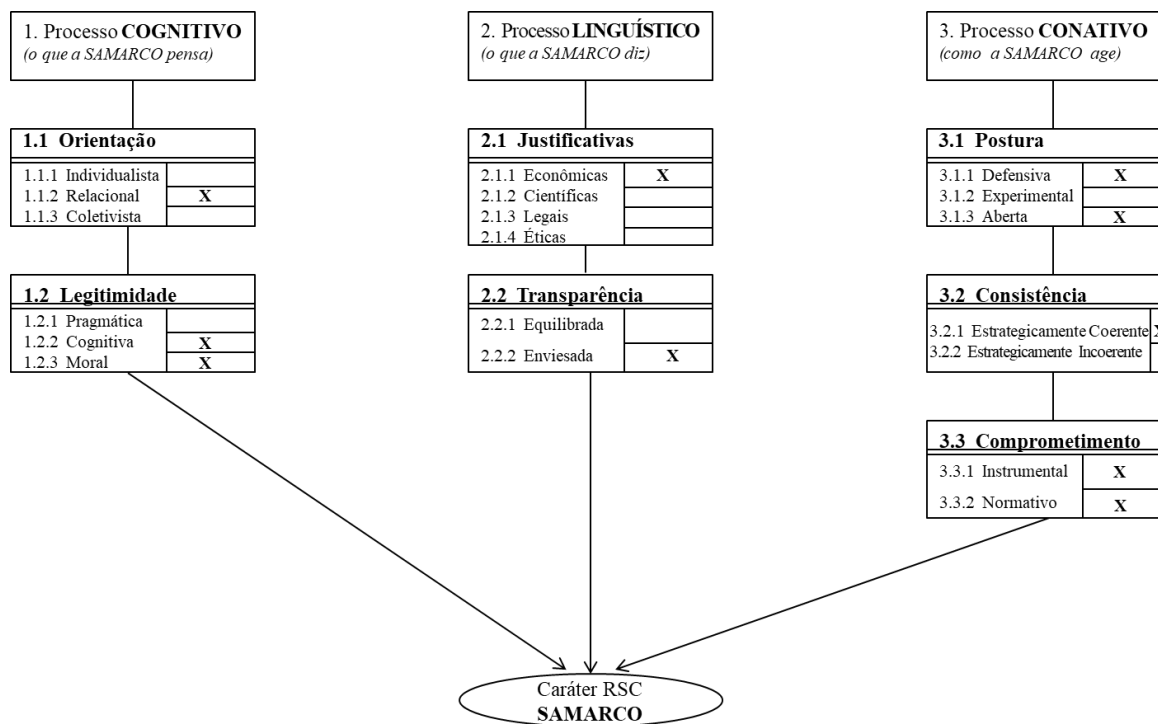 1. Processo COGNITIVO
(o que a SAMARCO pensa)
1.1 Orientação
1.1.1 Individualista
1.1.2 Relacional X
1.1.3 Coletivista
1.2 Legitimidade
1.2.1 Pragmática
1.2.2 Cognitiva X
1.2.3 Moral X
2. Processo LINGUÍSTICO
(o que a SAMARCO diz)
2.1 Justificativas
2.1.1 Econômicas X
2.1.2 Científicas
2.1.3 Legais
2.1.4 Éticas
2.2 Transparência
2.2.1 Equilibrada
2.2.2 Enviesada X
3. Processo CONATIVO
(como a SAMARCO age)
3.1 Postura
3.1.1 Defensiva X
3.1.2 Experimental
3.1.3 Aberta X
3.2 Consistência
3.2.1 Estrategicamente Coerente X
3.2.2 Estrategicamente Incoerente
3.3 Comprometimento
3.3.1 Instrumental X
3.3.2 Normativo X
Caráter RSC
SAMARCO